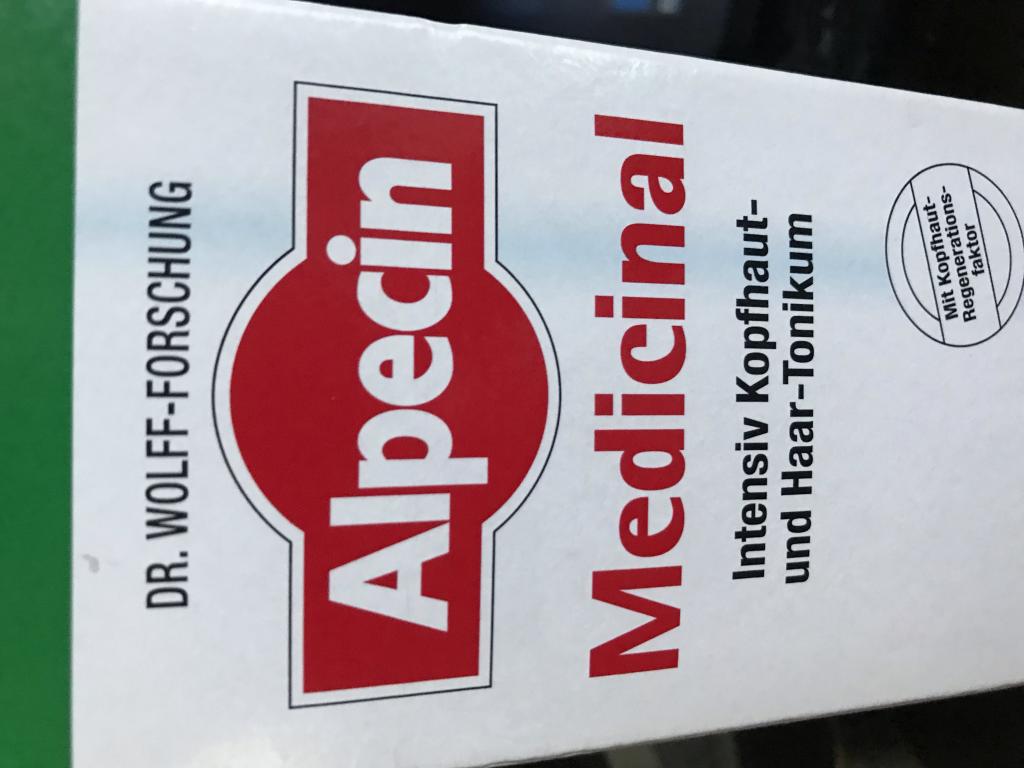 DR. WOLFF-FORSCHUNG
Alpecin
Medicinal
Intensiv Kopfhaut-
und Haar-Tonikum
Mit Kopfhaut-
Regenerations-
faktor